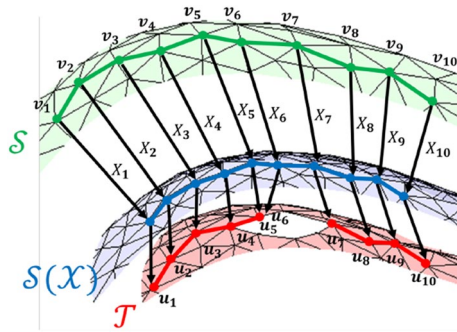 v₁ v₂ v₃ v₄ v₅ v₆ v₇ v₈ v₉ v₁₀
S
X₁ X₂ X₃ X₄ X₅ X₆ X₇ X₈ X₉ X₁₀
S(X)
u₁ u₂ u₃ u₄ u₅ u₆ u₇ u₈ u₉ u₁₀
T